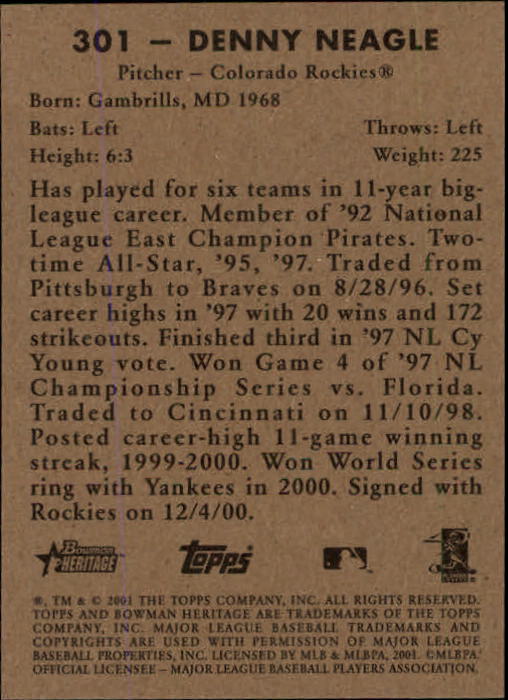 301 – DENNY NEAGLE
Pitcher – Colorado Rockies®
Born: Gambrills, MD 1968
Bats: Left Throws: Left
Height: 6:3 Weight: 225
Has played for six teams in 11-year big-
league career. Member of '92 National
League East Champion Pirates. Two-
time All-Star, '95, '97. Traded from
Pittsburgh to Braves on 8/28/96. Set
career highs in '97 with 20 wins and 172
strikeouts. Finished third in '97 NL Cy
Young vote. Won Game 4 of '97 NL
Championship Series vs. Florida.
Traded to Cincinnati on 11/10/98.
Posted career-high 11-game winning
streak, 1999-2000. Won World Series
ring with Yankees in 2000. Signed with
Rockies on 12/4/00.
Bowman
HERITAGE
Topps
®, TM & © 2001 THE TOPPS COMPANY, INC. ALL RIGHTS RESERVED.
TOPPS AND BOWMAN HERITAGE ARE TRADEMARKS OF THE TOPPS
COMPANY, INC. MAJOR LEAGUE BASEBALL TRADEMARKS AND
COPYRIGHTS ARE USED WITH PERMISSION OF MAJOR LEAGUE
BASEBALL PROPERTIES, INC. LICENSED BY MLB & MLBPA, 2001. ©MLBPA.
OFFICIAL LICENSEE – MAJOR LEAGUE BASEBALL PLAYERS ASSOCIATION.